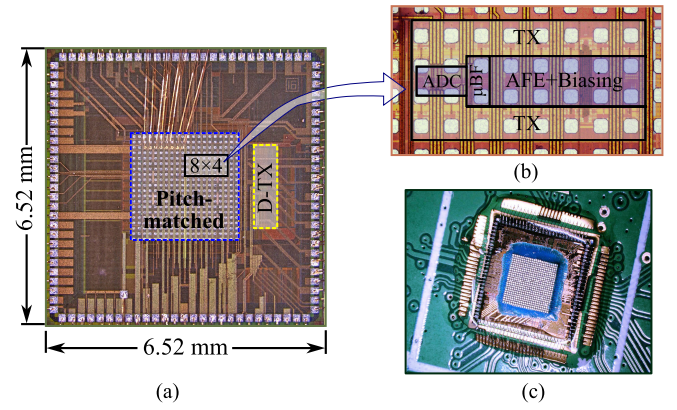 6.52 mm
8×4
Pitch-
matched
D-TX
6.52 mm
(a)
TX
ADC
μBF
AFE+Biasing
TX
(b)
(c)